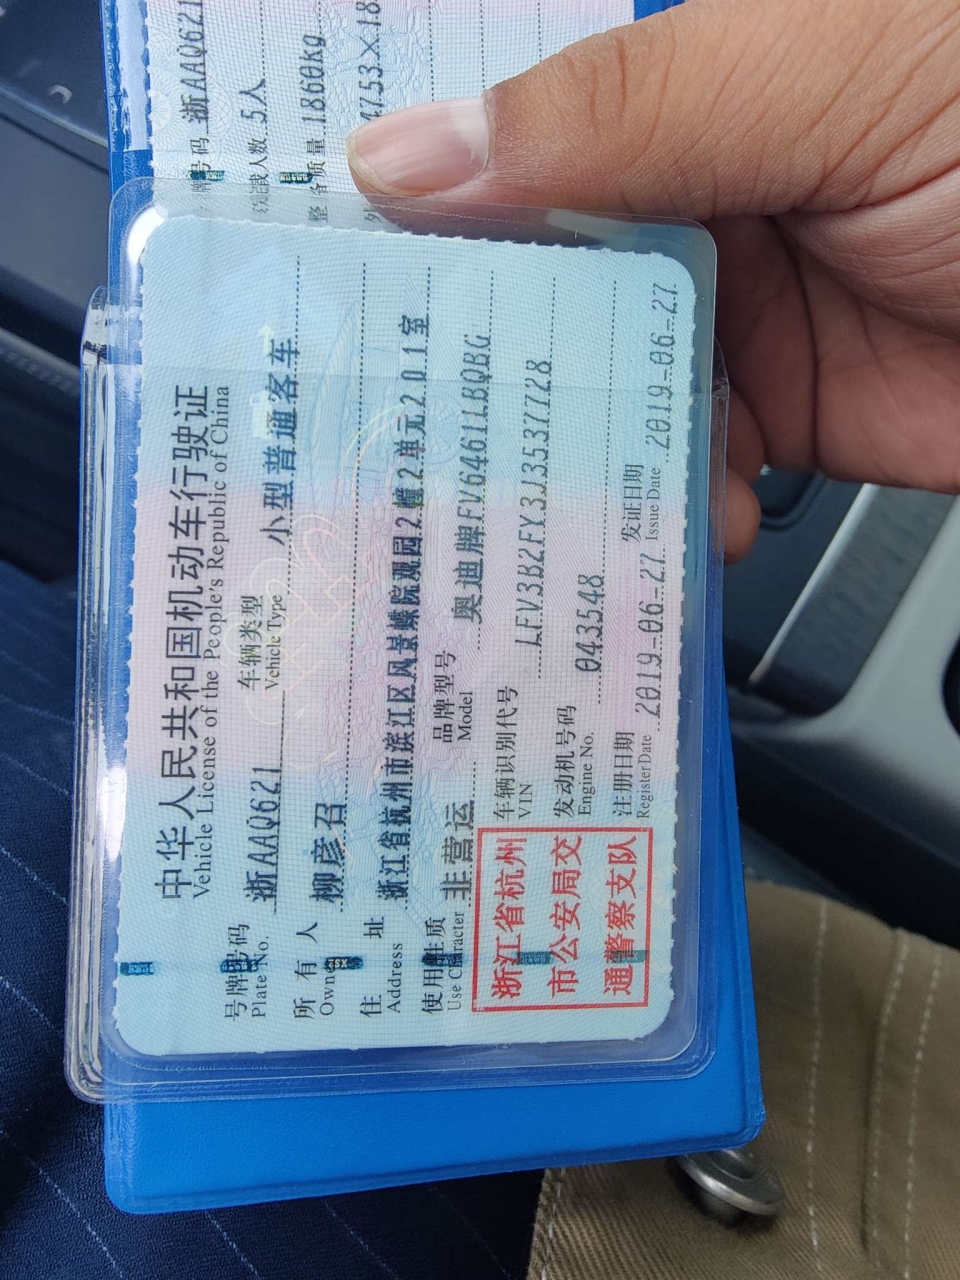 中华人民共和国机动车行驶证
Vehicle License of the People's Republic of China
号牌号码 浙AAQ621 车辆类型 小型普通客车
Plate No. Vehicle Type
所有人 柳彦召
Owner
住址 浙江省杭州市滨江区风景蝶院观园2幢2单元201室
Address
使用性质 非营运 品牌型号 奥迪牌FV6461LBQBG
Use Character Model
车辆识别代号 LFV3B2FY3J3537728
VIN
发动机号码 043548
Engine No.
注册日期 2019-06-27 发证日期 2019-06-27
Register Date Issue Date
浙江省杭州
市公安局交
通警察支队
号码 浙AAQ621
人数 5人
整备质量 1860kg
4753×18